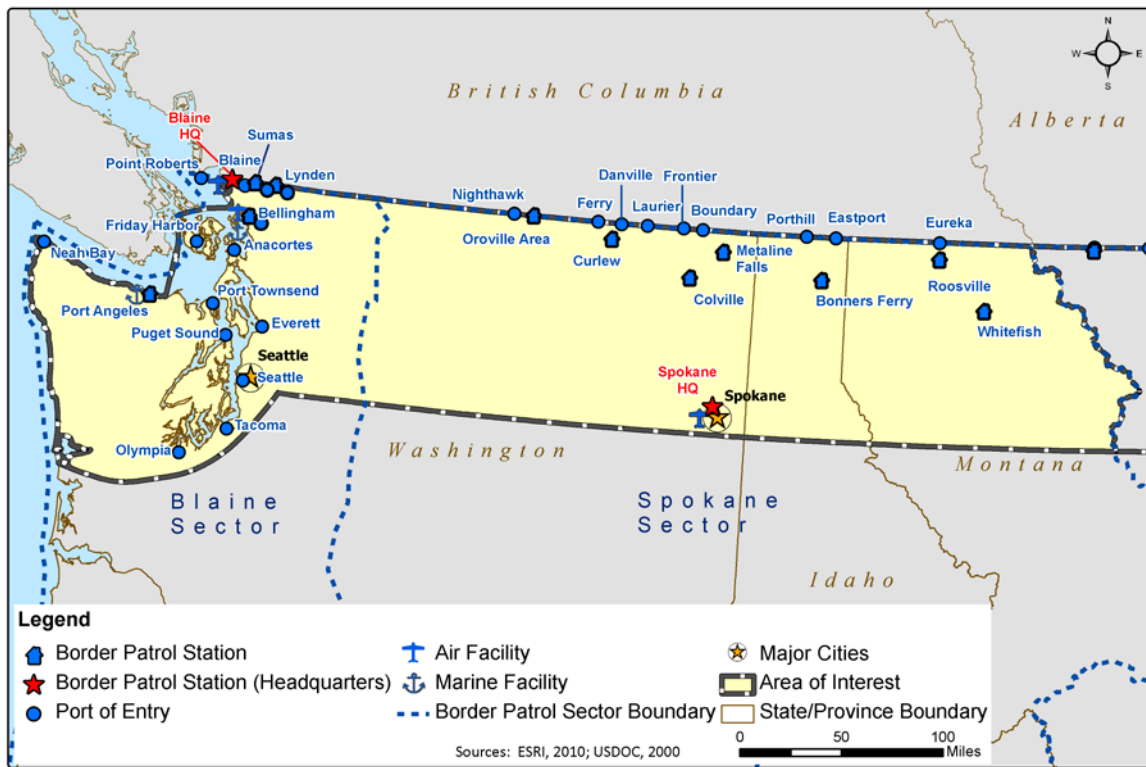 N
W E
S
British Columbia
Alberta
Blaine
HQ
Sumas
Point Roberts
Blaine
Lynden
Bellingham
Friday Harbor
Anacortes
Neah Bay
Port Angeles
Port Townsend
Puget Sound
Everett
Seattle
Seattle
Tacoma
Olympia
Nighthawk
Oroville Area
Ferry
Danville
Laurier
Frontier
Boundary
Curlew
Metaline
Falls
Colville
Porthill
Eastport
Bonners Ferry
Eureka
Roosville
Whitefish
Spokane
HQ
Spokane
Washington
Montana
Idaho
Blaine
Sector
Spokane
Sector
Legend
Border Patrol Station
Border Patrol Station (Headquarters)
Port of Entry
Air Facility
Marine Facility
Border Patrol Sector Boundary
Major Cities
Area of Interest
State/Province Boundary
Sources: ESRI, 2010; USDOC, 2000
0 50 100
Miles